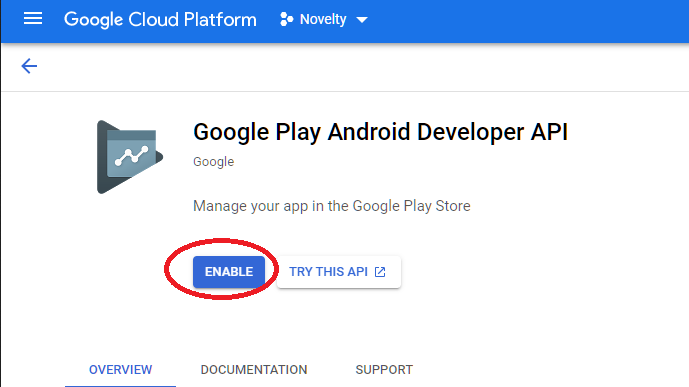 Google Cloud Platform Novelty
Google Play Android Developer API
Google
Manage your app in the Google Play Store
ENABLE TRY THIS API
OVERVIEW DOCUMENTATION SUPPORT